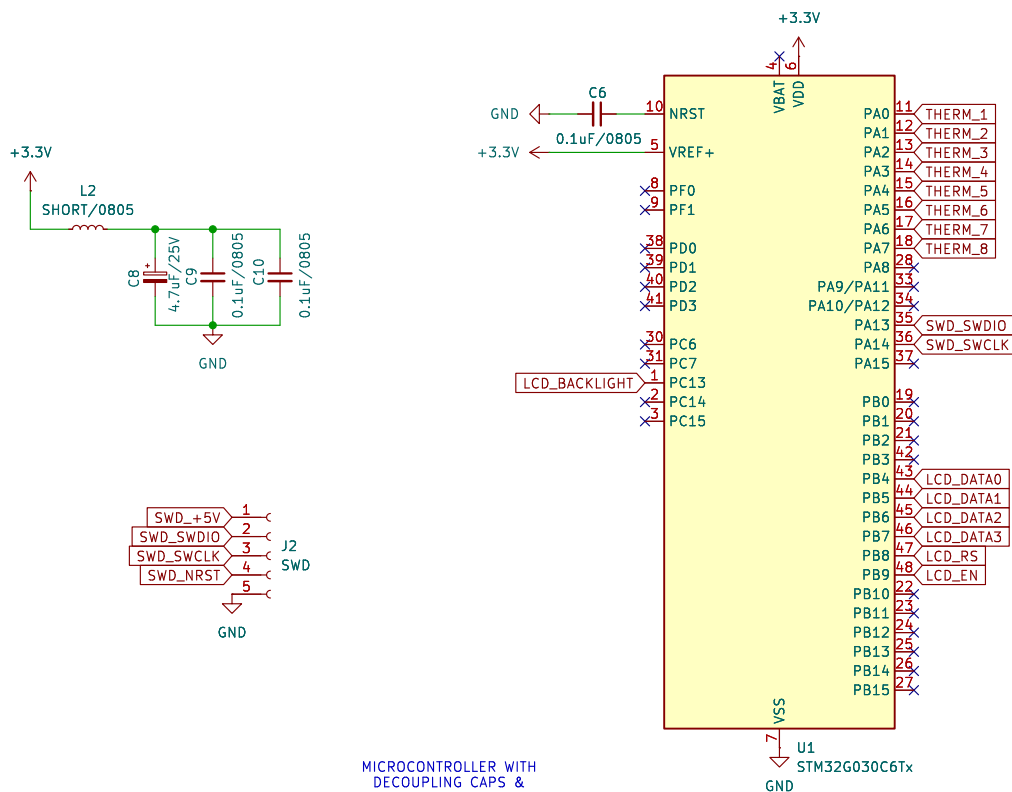 +3.3V
4
VBAT
6
VDD
C6
GND
0.1uF/0805
10
NRST
+3.3V
5
VREF+
8
PF0
9
PF1
38
PD0
39
PD1
40
PD2
41
PD3
30
PC6
31
PC7
LCD_BACKLIGHT
1
PC13
2
PC14
3
PC15
PA0
11
THERM_1
PA1
12
THERM_2
PA2
13
THERM_3
PA3
14
THERM_4
PA4
15
THERM_5
PA5
16
THERM_6
PA6
17
THERM_7
PA7
18
THERM_8
PA8
28
PA9/PA11
33
PA10/PA12
34
PA13
35
SWD_SWDIO
PA14
36
SWD_SWCLK
PA15
37
PB0
19
PB1
20
PB2
21
PB3
42
PB4
43
LCD_DATA0
PB5
44
LCD_DATA1
PB6
45
LCD_DATA2
PB7
46
LCD_DATA3
PB8
47
LCD_RS
PB9
48
LCD_EN
PB10
22
PB11
23
PB12
24
PB13
25
PB14
26
PB15
27
VSS
7
U1
STM32G030C6Tx
GND
+3.3V
L2
SHORT/0805
+
C8
4.7uF/25V
C9
0.1uF/0805
C10
0.1uF/0805
GND
SWD_+5V
1
SWD_SWDIO
2
SWD_SWCLK
3
SWD_NRST
4
5
J2
SWD
GND
MICROCONTROLLER WITH
DECOUPLING CAPS &